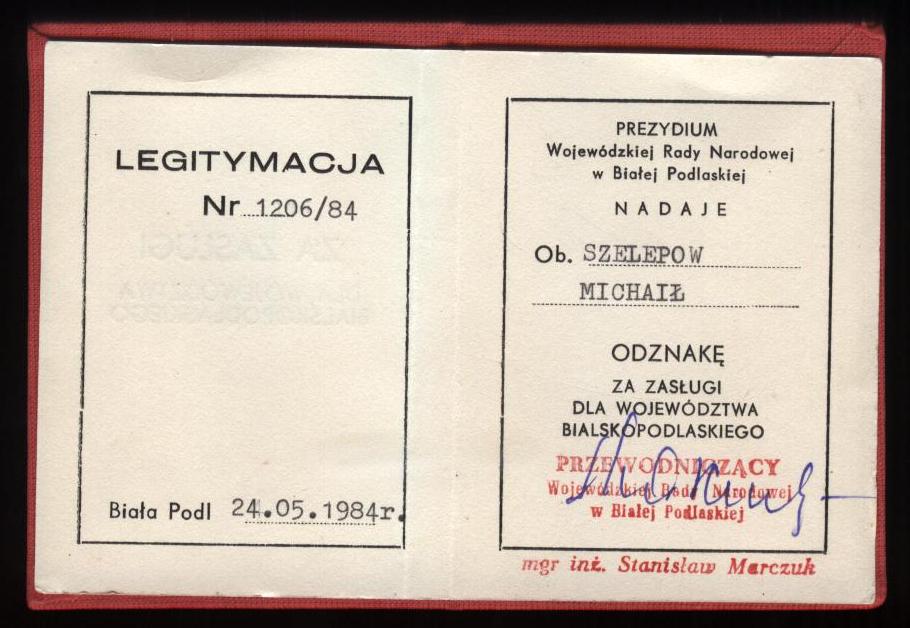 LEGITYMACJA
Nr 1206/84
Biała Podl 24.05.1984r.
PREZYDIUM
Wojewódzkiej Rady Narodowej
w Białej Podlaskiej
NADAJE
Ob. SZELEPOW
MICHAIŁ
ODZNAKĘ
ZA ZASŁUGI
DLA WOJEWÓDZTWA
BIALSKOPODLASKIEGO
PRZEWODNICZĄCY
Wojewódzkiej Rady Narodowej
w Białej Podlaskiej
mgr inż. Stanisław Marczuk